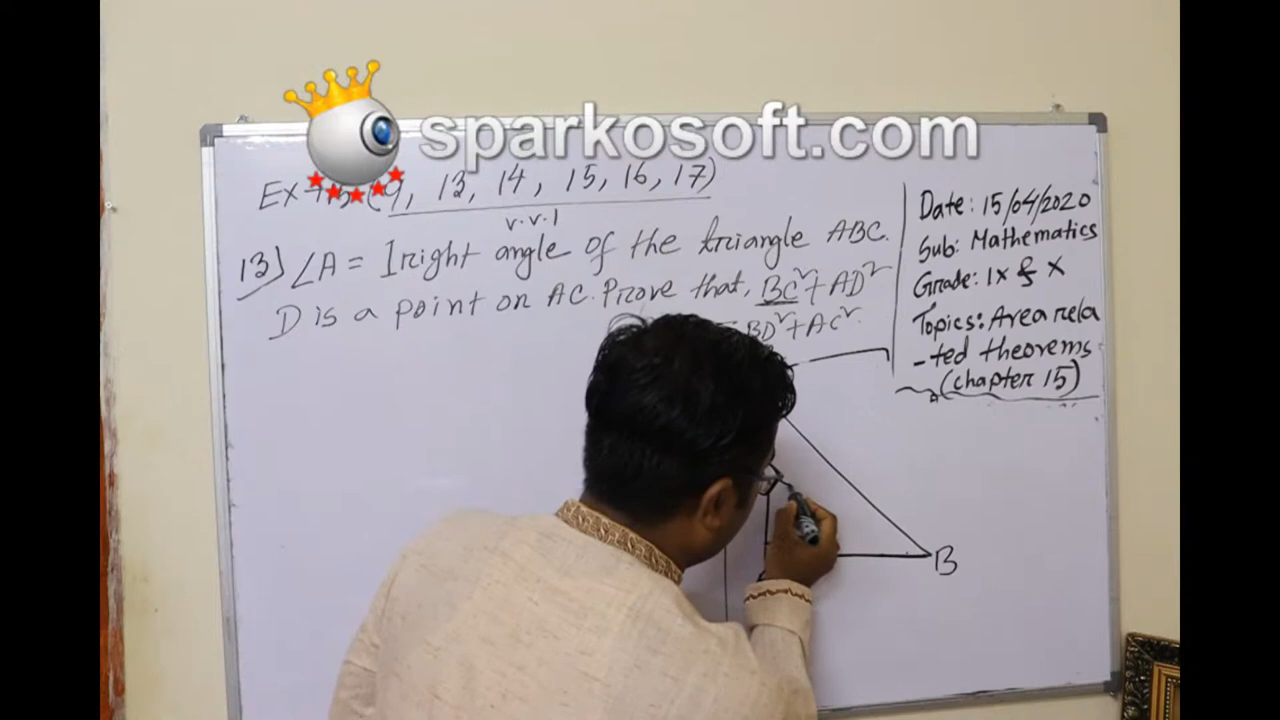 sparkosoft.com
Ex-15 (9, 13, 14, 15, 16, 17)
v.v.1
13) ∠A = 1right angle of the triangle ABC.
D is a point on AC. Prove that, BC²+AD²
BD²+AC².
B
Date: 15/04/2020
Sub: Mathematics
Grade: 1x & x
Topics: Area rela
-ted theorems
(chapter 15)